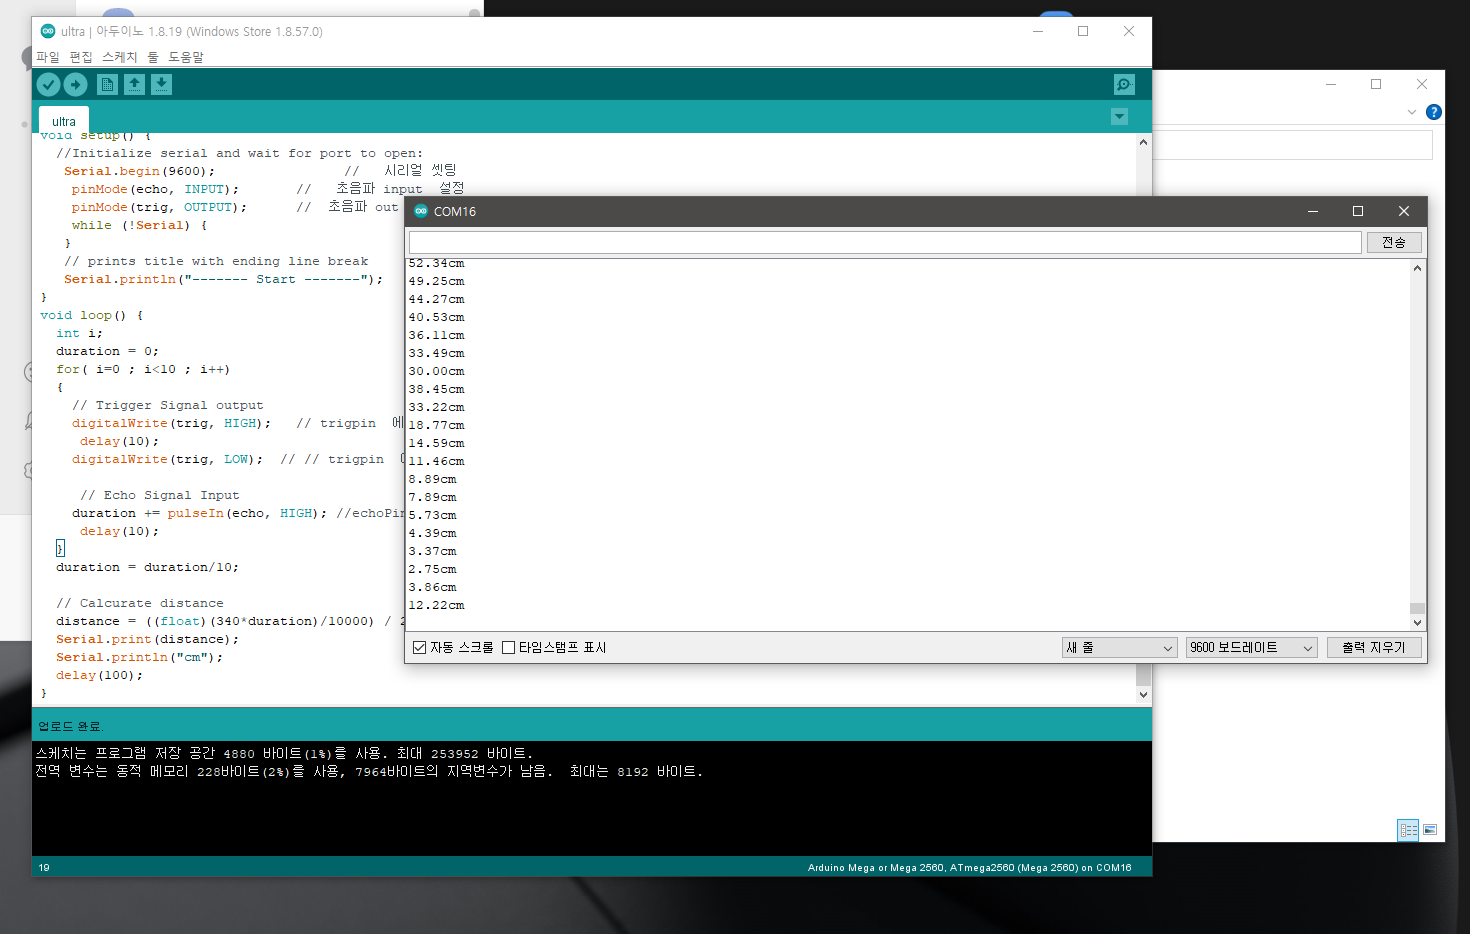 ultra | 아두이노 1.8.19 (Windows Store 1.8.57.0)
파일 편집 스케치 툴 도움말
ultra
void setup() {
//Initialize serial and wait for port to open:
Serial.begin(9600); // 시리얼 셋팅
pinMode(echo, INPUT); // 초음파 input 설정
pinMode(trig, OUTPUT); // 초음파 out
while (!Serial) {
}
// prints title with ending line break
Serial.println("------- Start -------");
}
void loop() {
int i;
duration = 0;
for( i=0 ; i<10 ; i++)
{
// Trigger Signal output
digitalWrite(trig, HIGH); // trigpin 에
delay(10);
digitalWrite(trig, LOW); // // trigpin
// Echo Signal Input
duration += pulseIn(echo, HIGH); //echoPin
delay(10);
}
duration = duration/10;
// Calcurate distance
distance = ((float)(340*duration)/10000) / 2
Serial.print(distance);
Serial.println("cm");
delay(100);
}
업로드 완료.
스케치는 프로그램 저장 공간 4880 바이트(1%)를 사용. 최대 253952 바이트.
전역 변수는 동적 메모리 228바이트(2%)를 사용, 7964바이트의 지역변수가 남음. 최대는 8192 바이트.
19
Arduino Mega or Mega 2560, ATmega2560 (Mega 2560) on COM16
COM16
전송
52.34cm
49.25cm
44.27cm
40.53cm
36.11cm
33.49cm
30.00cm
38.45cm
33.22cm
18.77cm
14.59cm
11.46cm
8.89cm
7.89cm
5.73cm
4.39cm
3.37cm
2.75cm
3.86cm
12.22cm
자동 스크롤 타임스탬프 표시
새 줄
9600 보드레이트
출력 지우기